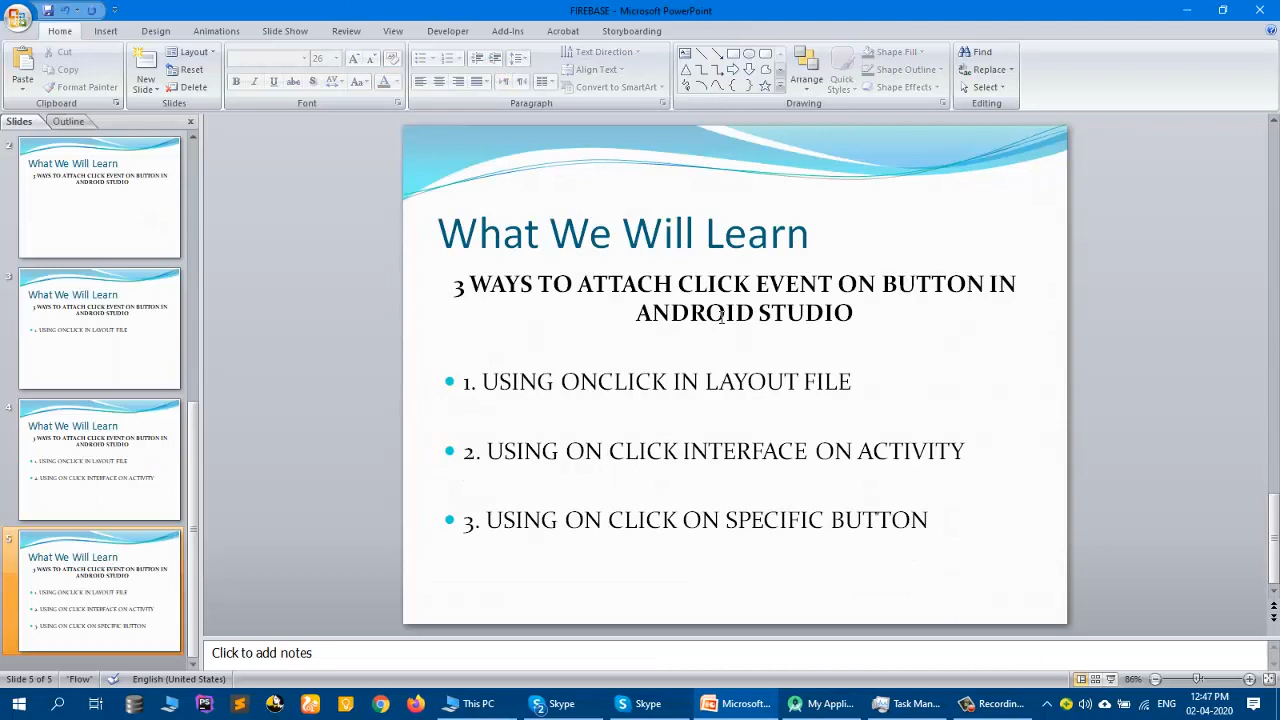 FIREBASE - Microsoft PowerPoint
Home Insert Design Animations Slide Show Review View Developer Add-Ins Acrobat Storyboarding
Paste
Cut
Copy
Format Painter
Clipboard
New Slide
Layout
Reset
Delete
Slides
26
B I U abc S AV Aa A
Font
Text Direction
Align Text
Convert to SmartArt
Paragraph
Arrange
Quick Styles
Shape Fill
Shape Outline
Shape Effects
Drawing
Find
Replace
Select
Editing
Slides Outline
2
What We Will Learn
3 WAYS TO ATTACH CLICK EVENT ON BUTTON IN
ANDROID STUDIO
3
What We Will Learn
3 WAYS TO ATTACH CLICK EVENT ON BUTTON IN
ANDROID STUDIO
1. USING ONCLICK IN LAYOUT FILE
4
What We Will Learn
3 WAYS TO ATTACH CLICK EVENT ON BUTTON IN
ANDROID STUDIO
1. USING ONCLICK IN LAYOUT FILE
2. USING ON CLICK INTERFACE ON ACTIVITY
5
What We Will Learn
3 WAYS TO ATTACH CLICK EVENT ON BUTTON IN
ANDROID STUDIO
1. USING ONCLICK IN LAYOUT FILE
2. USING ON CLICK INTERFACE ON ACTIVITY
3. USING ON CLICK ON SPECIFIC BUTTON
What We Will Learn
3 WAYS TO ATTACH CLICK EVENT ON BUTTON IN
ANDROID STUDIO
• 1. USING ONCLICK IN LAYOUT FILE
• 2. USING ON CLICK INTERFACE ON ACTIVITY
• 3. USING ON CLICK ON SPECIFIC BUTTON
Click to add notes
Slide 5 of 5 "Flow" English (United States) 86%
This PC Skype Skype Microsoft... My Appli... Task Man... Recordin...
12:47 PM
02-04-2020